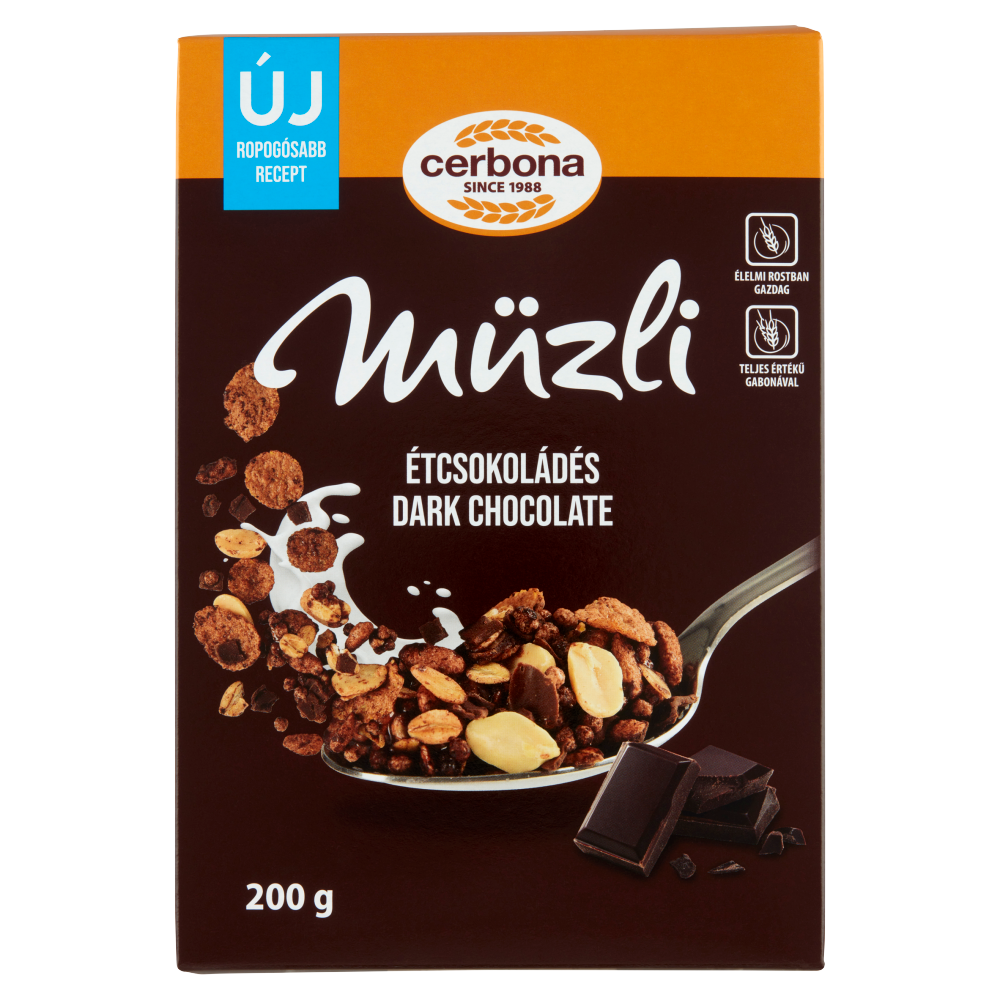 ÚJ
ROPOGÓSABB
RECEPT
cerbona
SINCE 1988
ÉLELMI ROSTBAN
GAZDAG
TELJES ÉRTÉKŰ
GABONÁVAL
müzli
ÉTCSOKOLÁDÉS
DARK CHOCOLATE
200 g